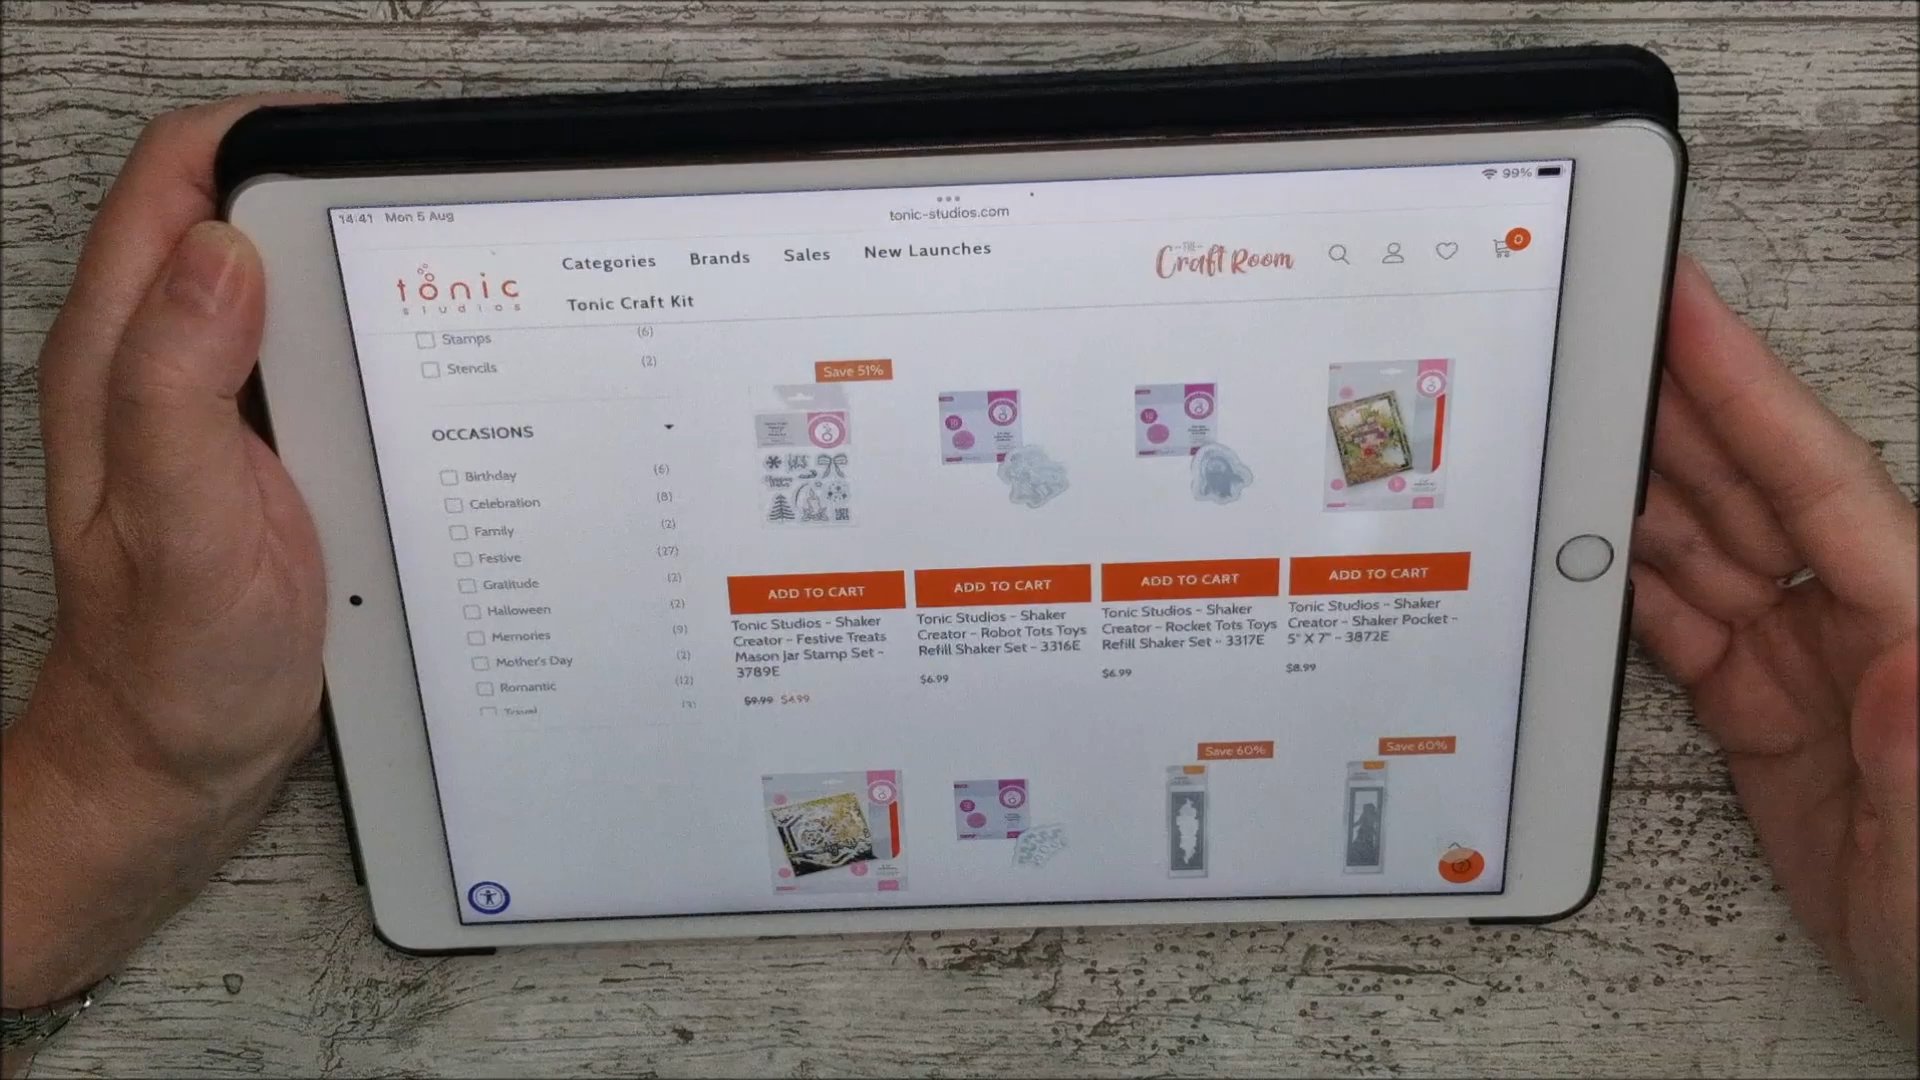 14:41 Mon 5 Aug
tonic-studios.com
99%
tonic
studios
Categories
Brands
Sales
New Launches
Tonic Craft Kit
THE
Craft Room
0
Stamps (6)
Stencils (2)
OCCASIONS
Birthday (6)
Celebration (8)
Family (2)
Festive (27)
Gratitude (2)
Halloween (2)
Memories (9)
Mother's Day (2)
Romantic (12)
Travel (3)
Save 51%
ADD TO CART
Tonic Studios - Shaker
Creator - Festive Treats
Mason Jar Stamp Set -
3789E
$9.99 $4.99
ADD TO CART
Tonic Studios - Shaker
Creator - Robot Tots Toys
Refill Shaker Set - 3316E
$6.99
ADD TO CART
Tonic Studios - Shaker
Creator - Rocket Tots Toys
Refill Shaker Set - 3317E
$6.99
ADD TO CART
Tonic Studios - Shaker
Creator - Shaker Pocket -
5" X 7" - 3872E
$8.99
Save 60%
Save 60%